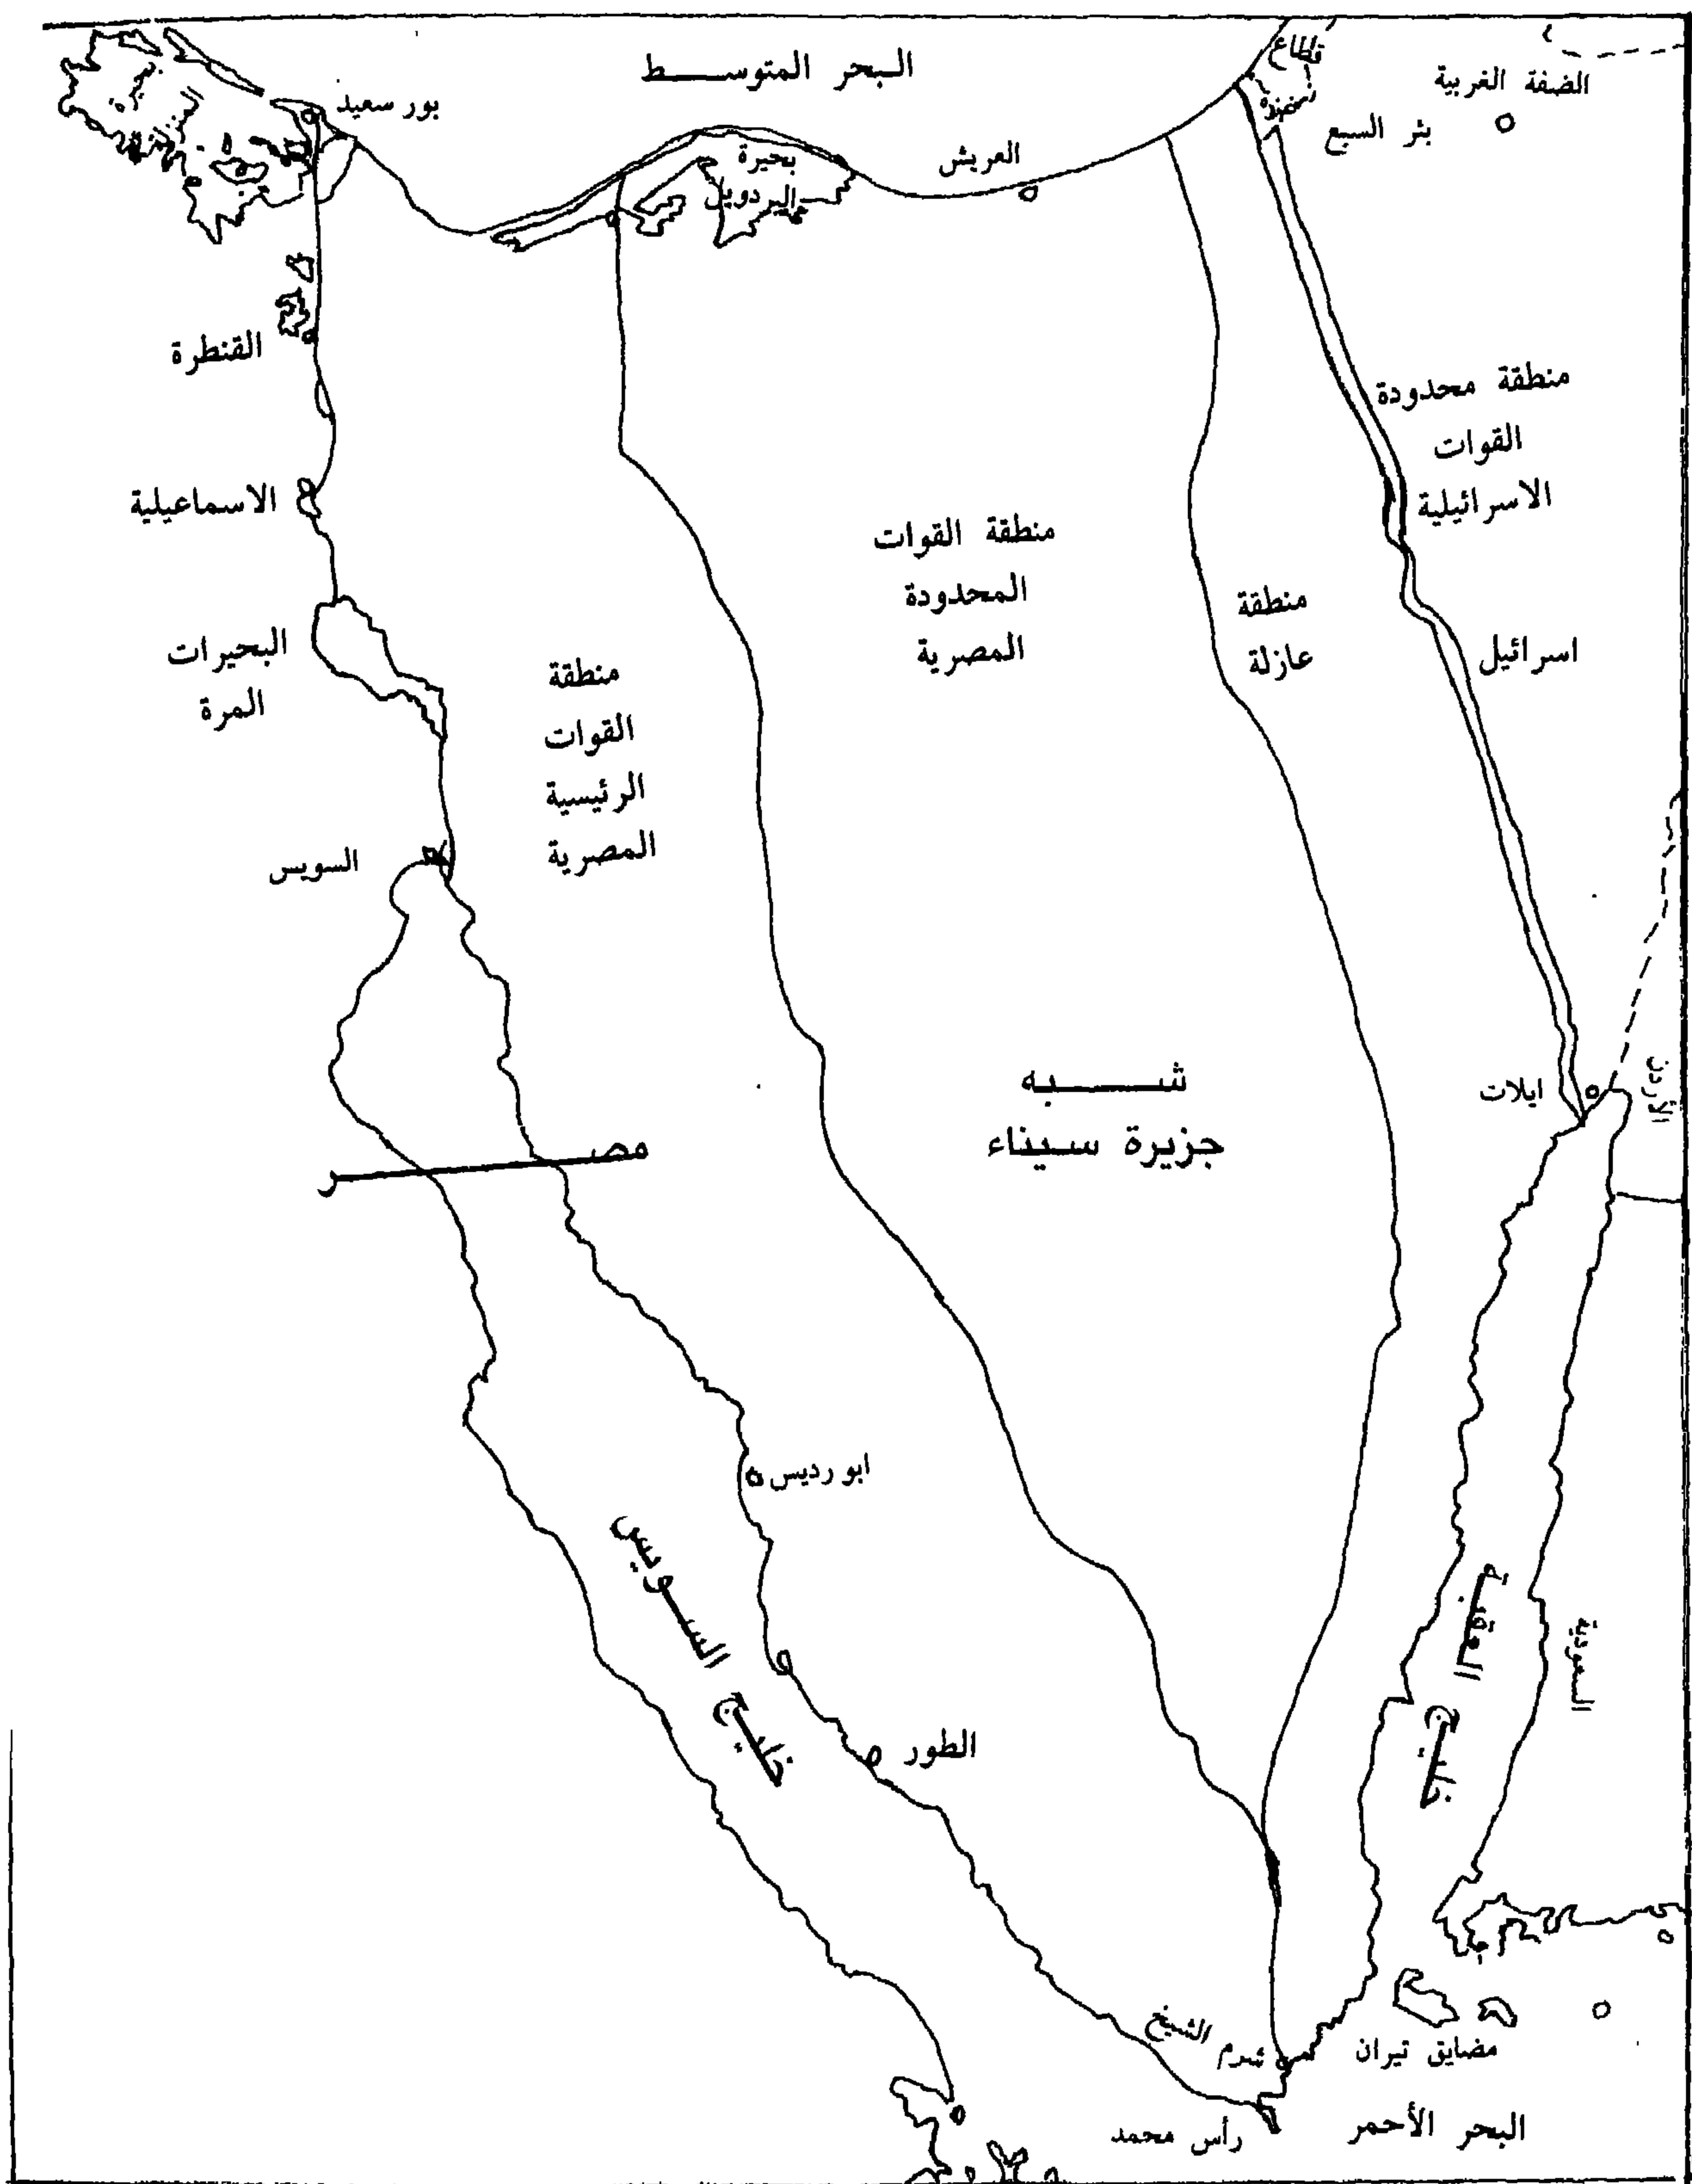 البحر المتوسط
قطاع
غزة
الضفة الغربية
بئر السبع
بور سعيد
العريش
بحيرة
البردويل
القنطرة
منطقة محدودة
القوات
الاسرائيلية
الاسماعيلية
منطقة القوات
المحدودة
المصرية
منطقة
عازلة
اسرائيل
البحيرات
المرة
منطقة
القوات
الرئيسية
المصرية
السويس
شبه
جزيرة سيناء
ايلات
الأردن
مصر
ابو رديس
خليج السويس
خليج العقبة
السعودية
الطور
شرم الشيخ
مضايق تيران
رأس محمد
البحر الأحمر